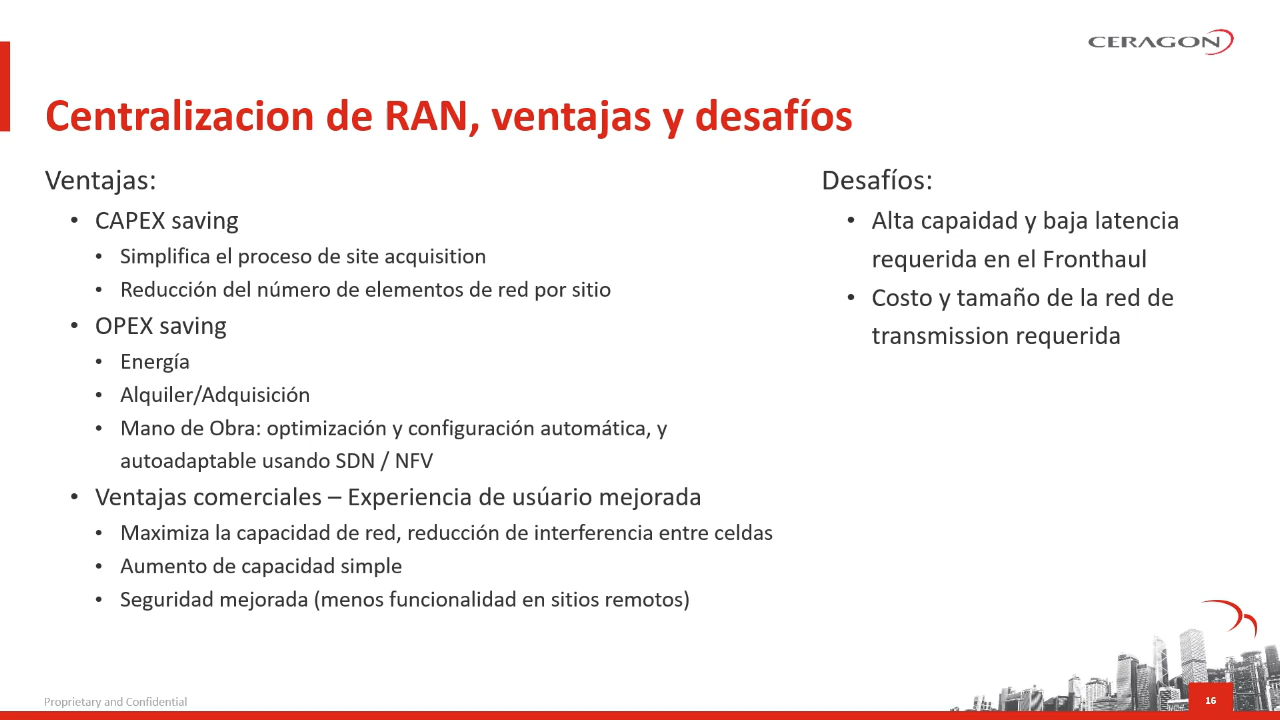 CERAGON
Centralizacion de RAN, ventajas y desafíos
Ventajas:
• CAPEX saving
• Simplifica el proceso de site acquisition
• Reducción del número de elementos de red por sitio
• OPEX saving
• Energía
• Alquiler/Adquisición
• Mano de Obra: optimización y configuración automática, y
autoadaptable usando SDN / NFV
• Ventajas comerciales – Experiencia de usúario mejorada
• Maximiza la capacidad de red, reducción de interferencia entre celdas
• Aumento de capacidad simple
• Seguridad mejorada (menos funcionalidad en sitios remotos)
Desafíos:
• Alta capaidad y baja latencia
requerida en el Fronthaul
• Costo y tamaño de la red de
transmission requerida
Proprietary and Confidential
16